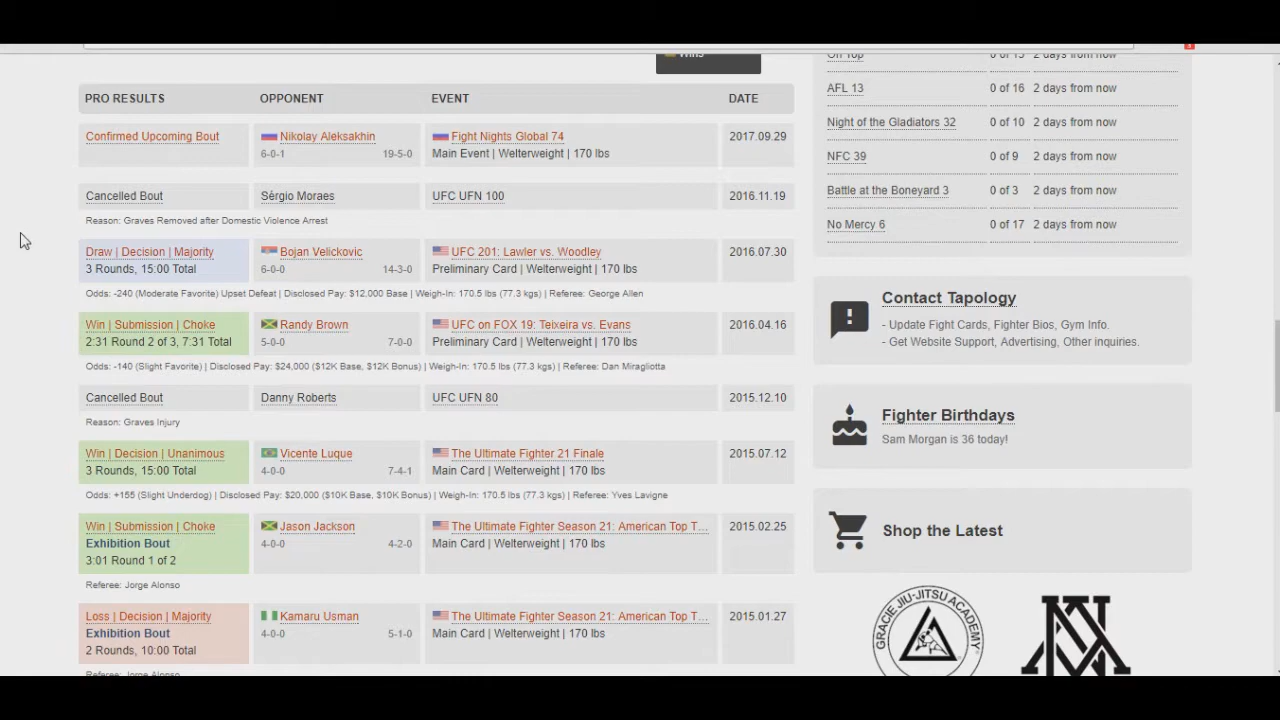 Wins
PRO RESULTS OPPONENT EVENT DATE
Confirmed Upcoming Bout Nikolay Aleksakhin Fight Nights Global 74 2017.09.29
6-0-1 19-5-0 Main Event | Welterweight | 170 lbs
Cancelled Bout Sérgio Moraes UFC UFN 100 2016.11.19
Reason: Graves Removed after Domestic Violence Arrest
Draw | Decision | Majority Bojan Velickovic UFC 201: Lawler vs. Woodley 2016.07.30
3 Rounds, 15:00 Total 6-0-0 14-3-0 Preliminary Card | Welterweight | 170 lbs
Odds: -240 (Moderate Favorite) Upset Defeat | Disclosed Pay: $12,000 Base | Weigh-In: 170.5 lbs (77.3 kgs) | Referee: George Allen
Win | Submission | Choke Randy Brown UFC on FOX 19: Teixeira vs. Evans 2016.04.16
2:31 Round 2 of 3, 7:31 Total 5-0-0 7-0-0 Preliminary Card | Welterweight | 170 lbs
Odds: -140 (Slight Favorite) | Disclosed Pay: $24,000 ($12K Base, $12K Bonus) | Weigh-In: 170.5 lbs (77.3 kgs) | Referee: Dan Miragliotta
Cancelled Bout Danny Roberts UFC UFN 80 2015.12.10
Reason: Graves Injury
Win | Decision | Unanimous Vicente Luque The Ultimate Fighter 21 Finale 2015.07.12
3 Rounds, 15:00 Total 4-0-0 7-4-1 Main Card | Welterweight | 170 lbs
Odds: +155 (Slight Underdog) | Disclosed Pay: $20,000 ($10K Base, $10K Bonus) | Weigh-In: 170.5 lbs (77.3 kgs) | Referee: Yves Lavigne
Win | Submission | Choke Jason Jackson The Ultimate Fighter Season 21: American Top T... 2015.02.25
Exhibition Bout 4-0-0 4-2-0 Main Card | Welterweight | 170 lbs
3:01 Round 1 of 2
Referee: Jorge Alonso
Loss | Decision | Majority Kamaru Usman The Ultimate Fighter Season 21: American Top T... 2015.01.27
Exhibition Bout 4-0-0 5-1-0 Main Card | Welterweight | 170 lbs
2 Rounds, 10:00 Total
Referee: Jorge Alonso
On Top 0 of 15 2 days from now
AFL 13 0 of 16 2 days from now
Night of the Gladiators 32 0 of 10 2 days from now
NFC 39 0 of 9 2 days from now
Battle at the Boneyard 3 0 of 3 2 days from now
No Mercy 6 0 of 17 2 days from now
Contact Tapology
- Update Fight Cards, Fighter Bios, Gym Info.
- Get Website Support, Advertising, Other inquiries.
Fighter Birthdays
Sam Morgan is 36 today!
Shop the Latest
GRACIE JIU-JITSU ACADEMY